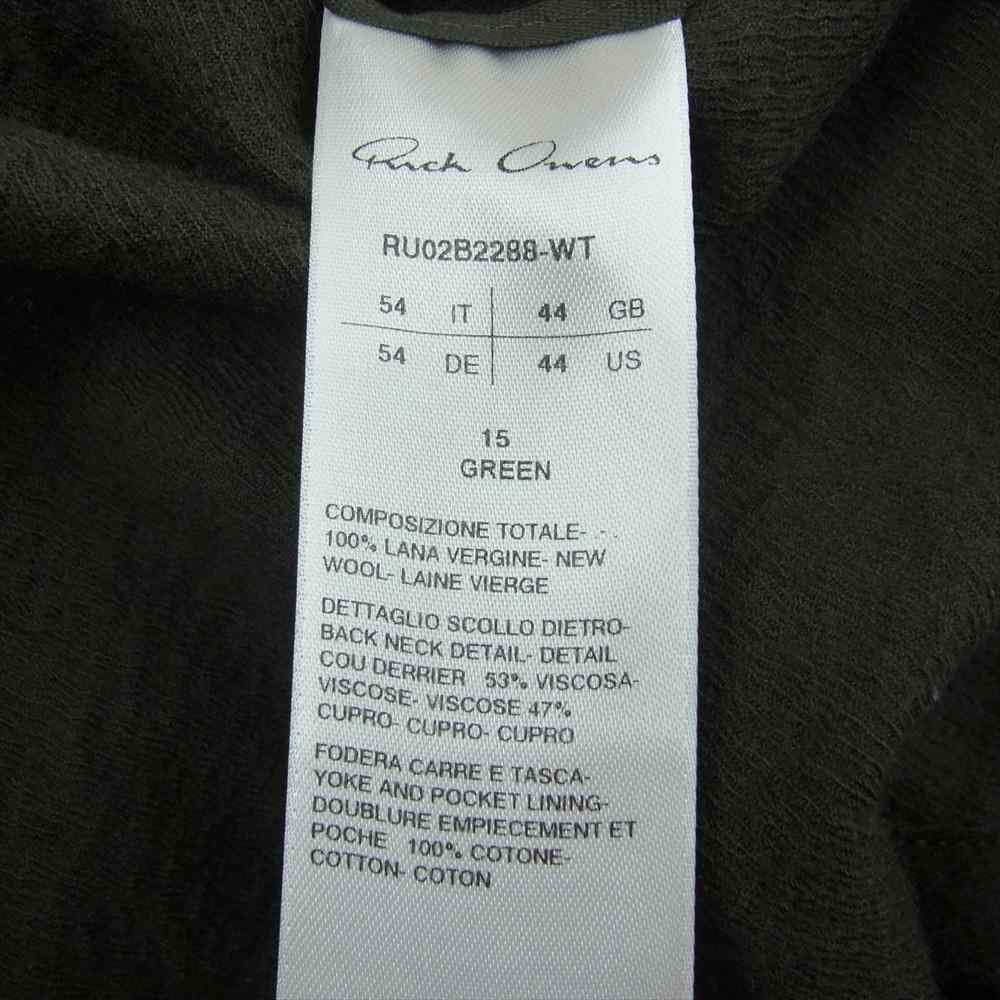 Rick Owens
RU02B2288-WT
54 IT 44 GB
54 DE 44 US
15
GREEN
COMPOSIZIONE TOTALE- - .
100% LANA VERGINE- NEW
WOOL- LAINE VIERGE
DETTAGLIO SCOLLO DIETRO-
BACK NECK DETAIL- DETAIL
COU DERRIER 53% VISCOSA-
VISCOSE- VISCOSE 47%
CUPRO- CUPRO- CUPRO
FODERA CARRE E TASCA-
YOKE AND POCKET LINING-
DOUBLURE EMPIECEMENT ET
POCHE 100% COTONE-
COTTON- COTON